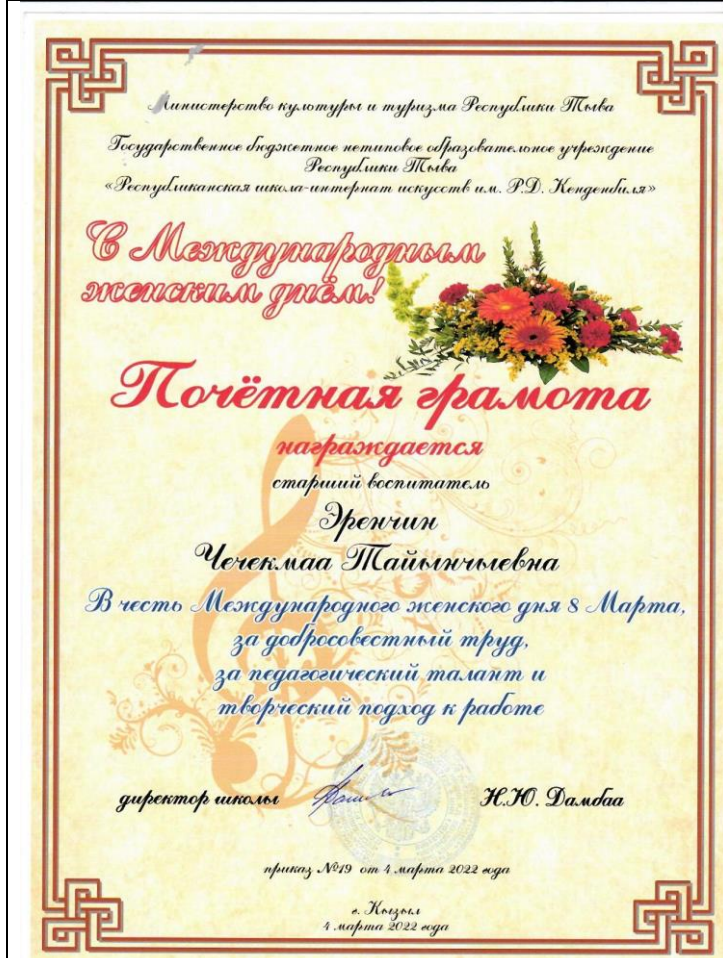 Министерство культуры и туризма Республики Тыва
Государственное бюджетное нетиповое образовательное учреждение
Республики Тыва
«Республиканская школа-интернат искусств им. Р.Д. Кенденбиля»
С Международным
женским днём!
Почётная грамота
награждается
старший воспитатель
Эренчин
Чечекмаа Тайынчыевна
В честь Международного женского дня 8 Марта,
за добросовестный труд,
за педагогический талант и
творческий подход к работе
директор школы Н.Ю. Дамбаа
приказ №19 от 4 марта 2022 года
г. Кызыл
4 марта 2022 года